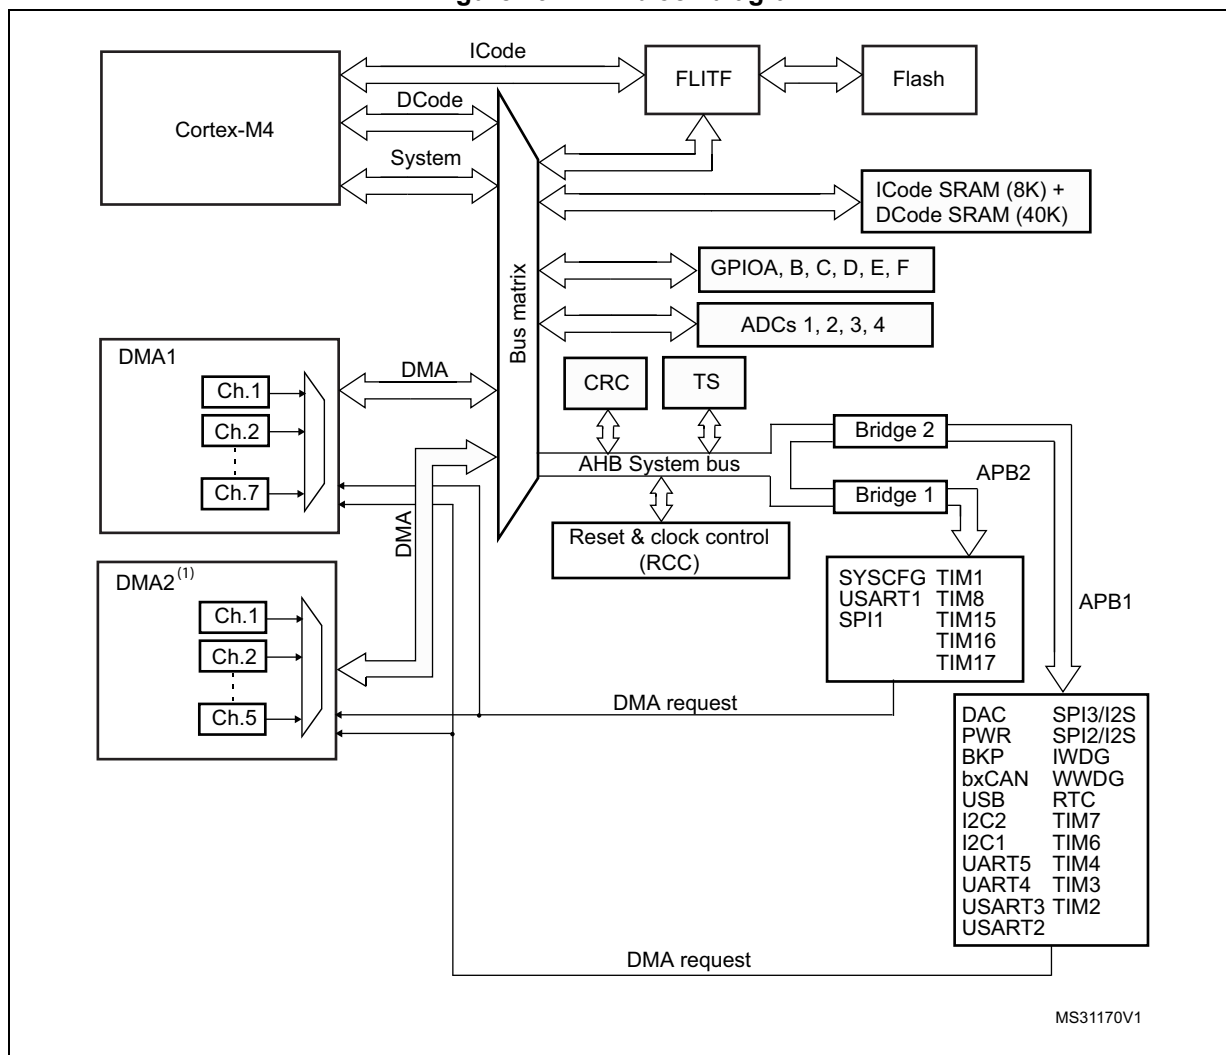 ICode
FLITF
Flash
DCode
Cortex-M4
System
ICode SRAM (8K) +
DCode SRAM (40K)
Bus matrix
GPIOA, B, C, D, E, F
ADCs 1, 2, 3, 4
DMA1
Ch.1
Ch.2
Ch.7
DMA
CRC
TS
Bridge 2
AHB System bus
APB2
Bridge 1
DMA
Reset & clock control
(RCC)
DMA2(1)
Ch.1
Ch.2
Ch.5
SYSCFG TIM1
USART1 TIM8
SPI1 TIM15
TIM16
TIM17
APB1
DMA request
DAC SPI3/I2S
PWR SPI2/I2S
BKP IWDG
bxCAN WWDG
USB RTC
I2C2 TIM7
I2C1 TIM6
UART5 TIM4
UART4 TIM3
USART3 TIM2
USART2
DMA request
MS31170V1